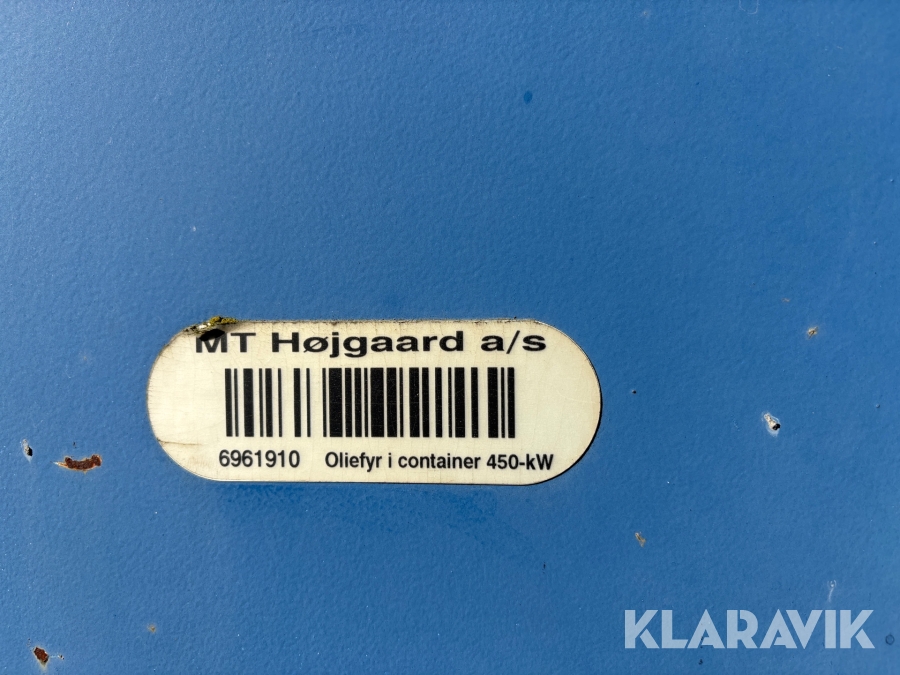 MT Højgaard a/s
6961910 Oliefyr i container 450-kW
KLARAVIK